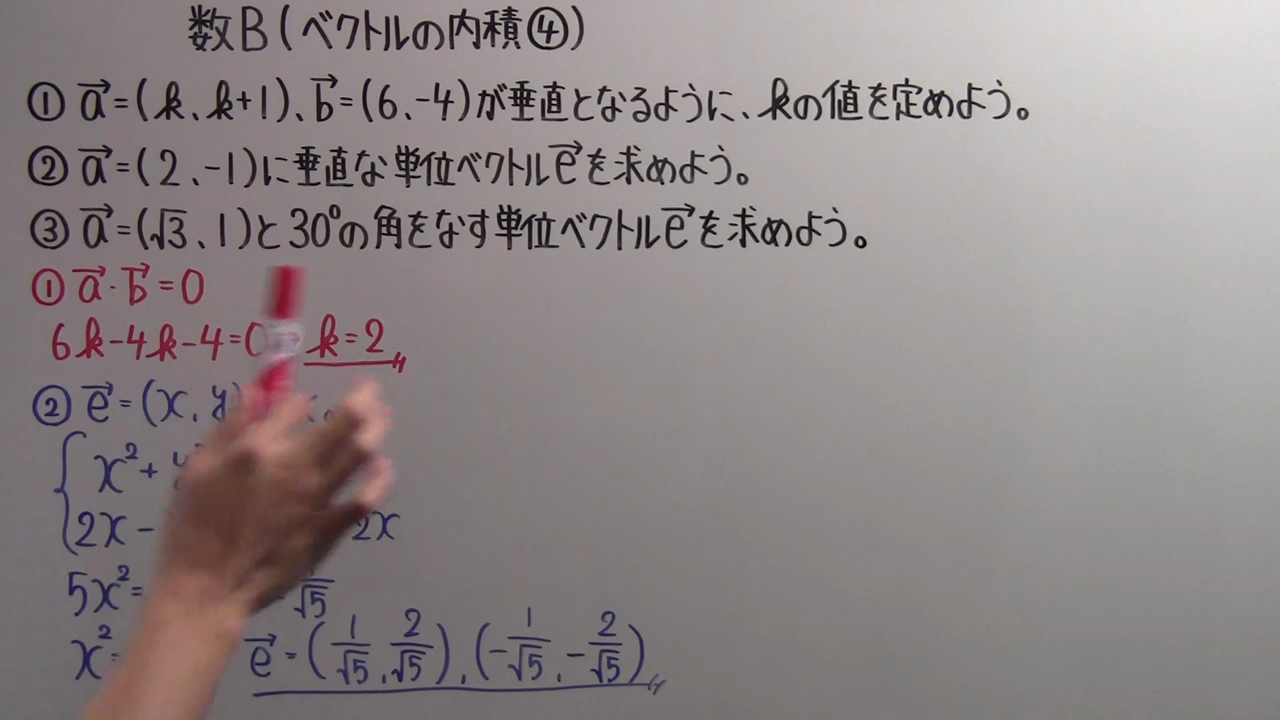 数B(ベクトルの内積④)
① a→=(k、k+1)、b→=(6、-4)が垂直となるように、kの値を定めよう。
② a→=(2、-1)に垂直な単位ベクトルe→を求めよう。
③ a→=(√3、1)と30°の角をなす単位ベクトルe→を求めよう。
① a→・b→=0
6k-4k-4=0 k=2
② e→=(x, y)
x²+
2x- 2x
5x²= √5
x²= e→=(1/√5, 2/√5), (-1/√5, -2/√5)